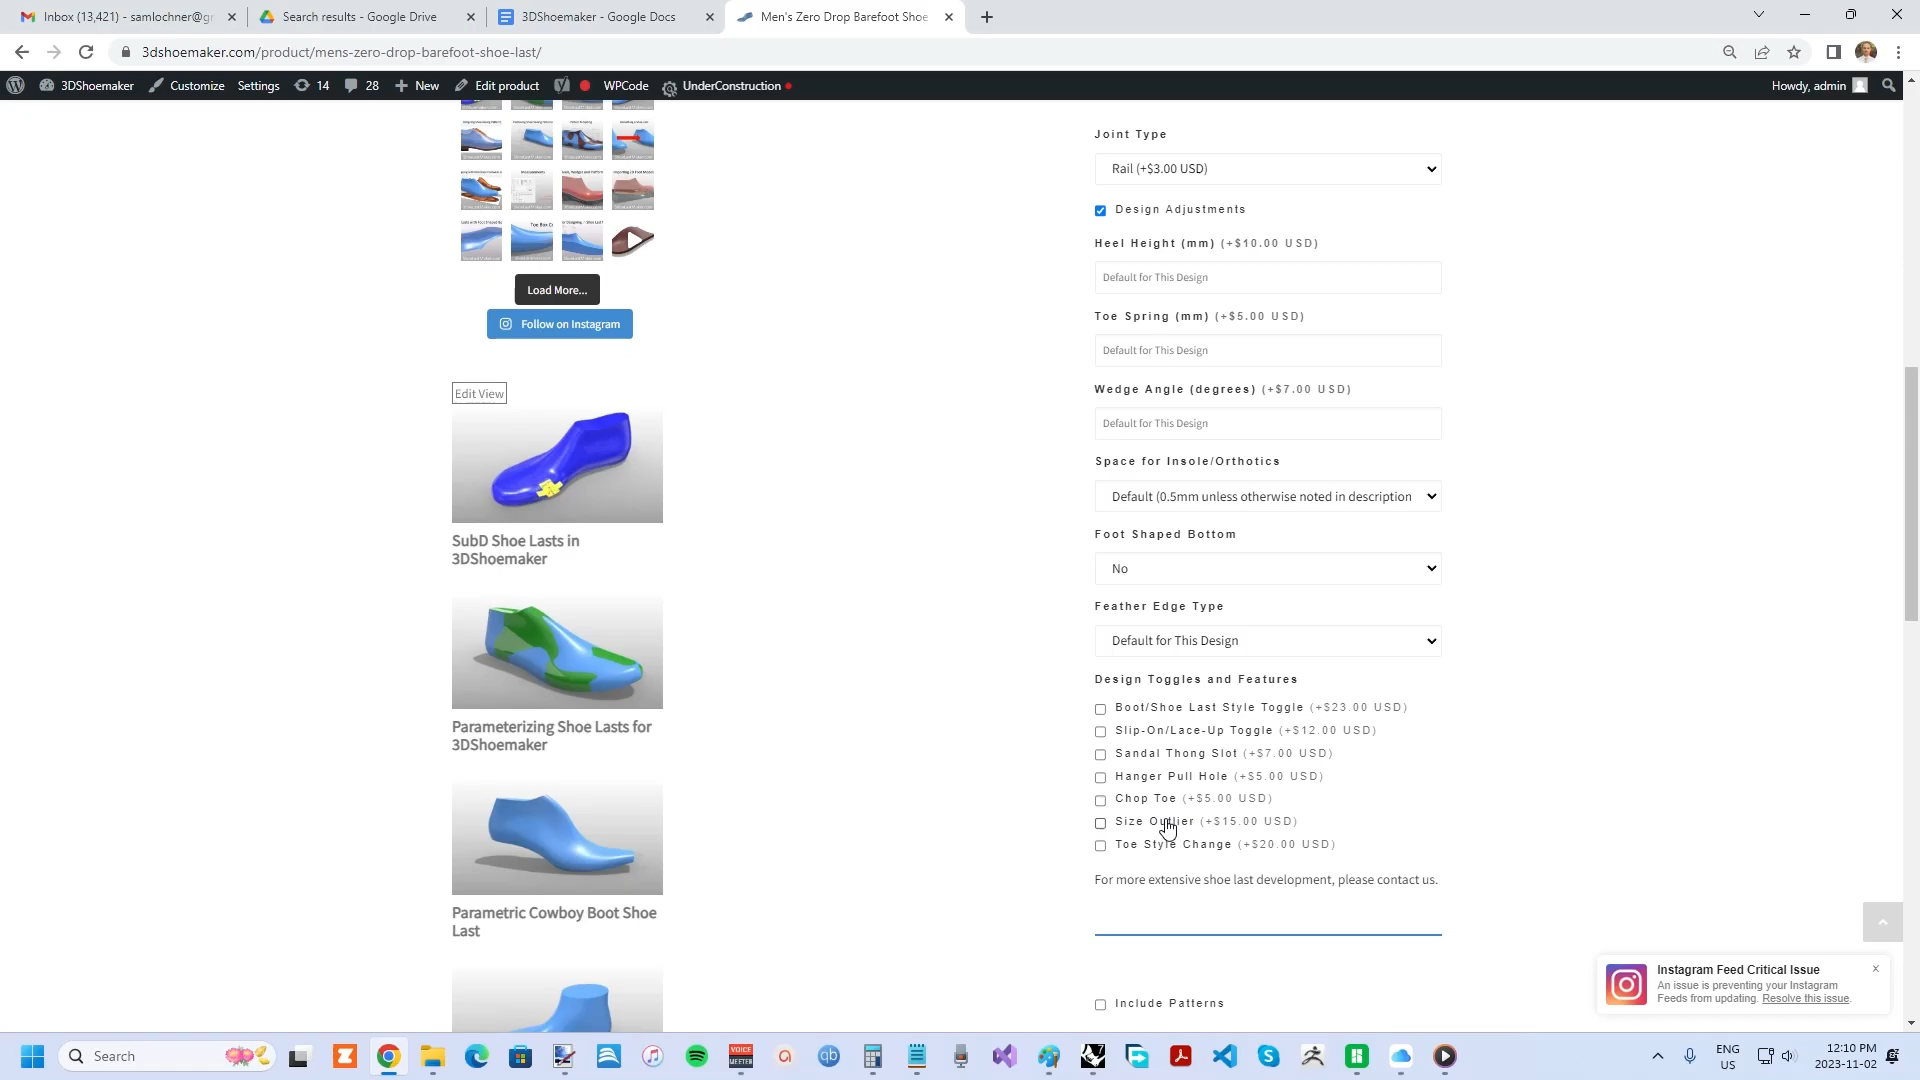 Inbox (13,421) - samlochner@gr
Search results - Google Drive
3DShoemaker - Google Docs
Men's Zero Drop Barefoot Shoe
3dshoemaker.com/product/mens-zero-drop-barefoot-shoe-last/
3DShoemaker
Customize
Settings
14
28
New
Edit product
WPCode
UnderConstruction
Howdy, admin
Load More...
Follow on Instagram
Edit View
SubD Shoe Lasts in
3DShoemaker
Parameterizing Shoe Lasts for
3DShoemaker
Parametric Cowboy Boot Shoe
Last
Joint Type
Rail (+$3.00 USD)
Design Adjustments
Heel Height (mm) (+$10.00 USD)
Default for This Design
Toe Spring (mm) (+$5.00 USD)
Default for This Design
Wedge Angle (degrees) (+$7.00 USD)
Default for This Design
Space for Insole/Orthotics
Default (0.5mm unless otherwise noted in description
Foot Shaped Bottom
No
Feather Edge Type
Default for This Design
Design Toggles and Features
Boot/Shoe Last Style Toggle (+$23.00 USD)
Slip-On/Lace-Up Toggle (+$12.00 USD)
Sandal Thong Slot (+$7.00 USD)
Hanger Pull Hole (+$5.00 USD)
Chop Toe (+$5.00 USD)
Size Outlier (+$15.00 USD)
Toe Style Change (+$20.00 USD)
For more extensive shoe last development, please contact us.
Include Patterns
Instagram Feed Critical Issue
An issue is preventing your Instagram
Feeds from updating. Resolve this issue.
Search
VOICE
MEETER
qb
ENG
US
12:10 PM
2023-11-02